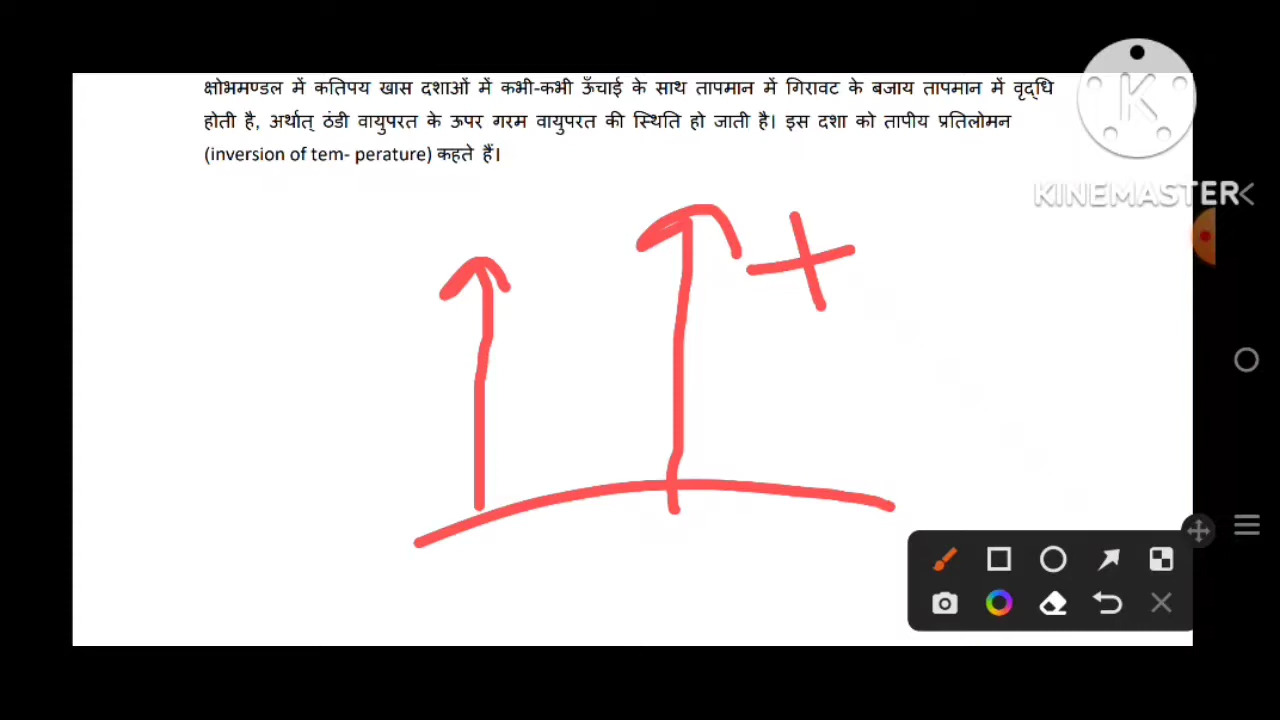 क्षोभमण्डल में कतिपय खास दशाओं में कभी-कभी ऊँचाई के साथ तापमान में गिरावट के बजाय तापमान में वृद्धि
होती है, अर्थात् ठंडी वायुपरत के ऊपर गरम वायुपरत की स्थिति हो जाती है। इस दशा को तापीय प्रतिलोमन
(inversion of tem- perature) कहते हैं।
K
KINEMASTER